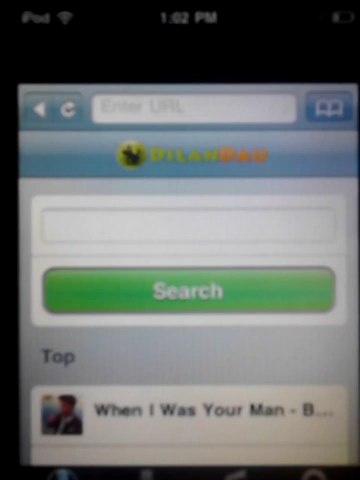 iPod 1:02 PM
Enter URL
DILANDAU
Search
Top
When I Was Your Man - B...